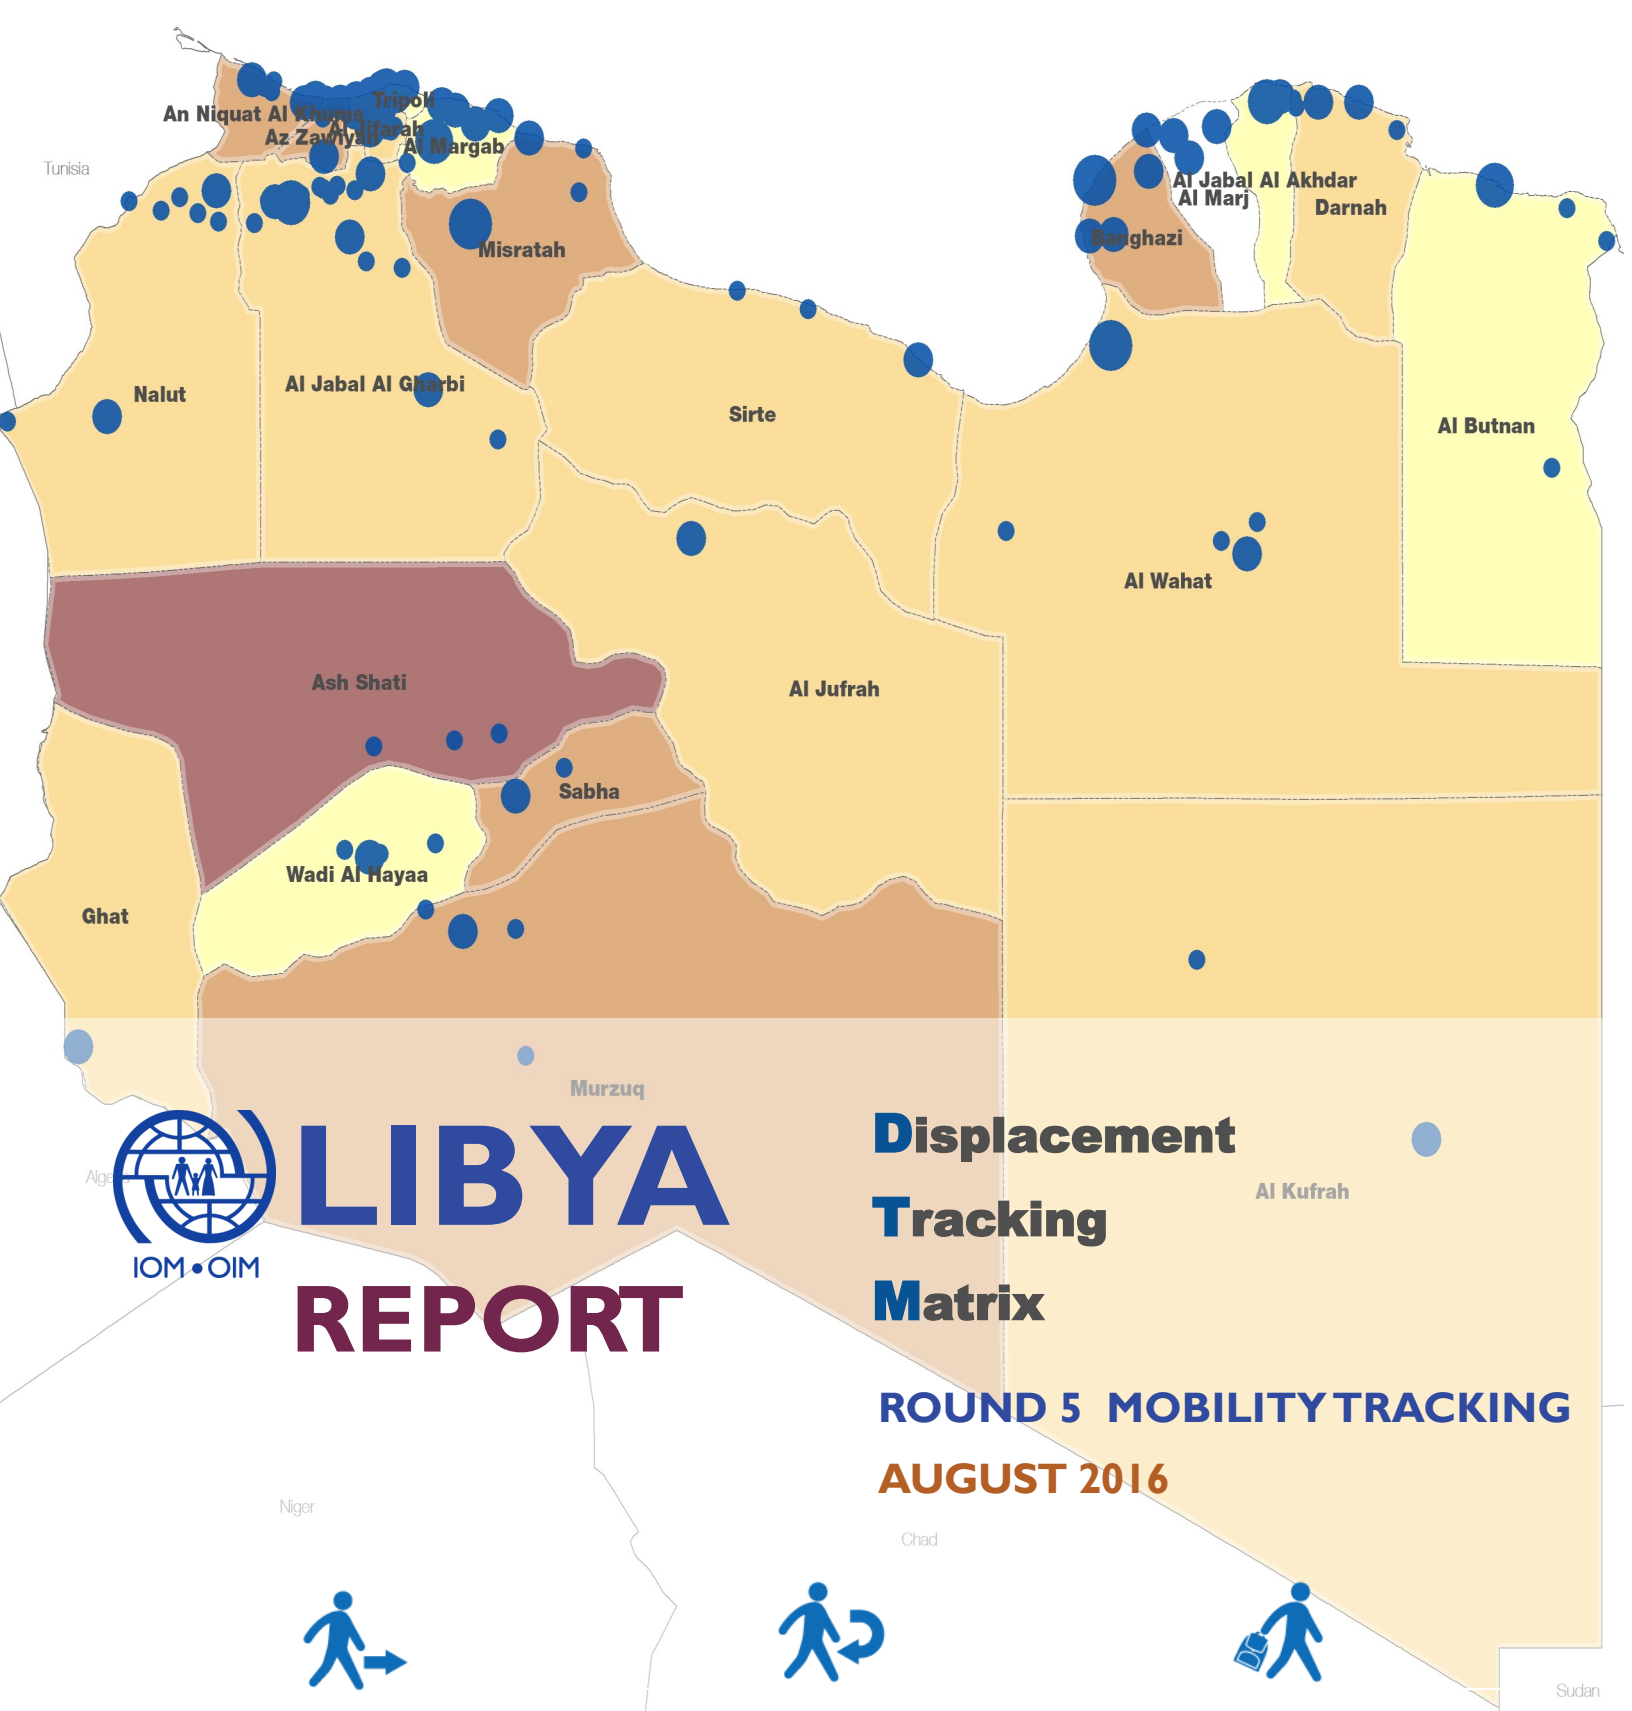 Tripoli
An Niquat Al Khums
Al Jifarah
Az Zawiyah
Al Margab
Tunisia
Al Jabal Al Akhdar
Al Marj
Darnah
Banghazi
Misratah
Nalut
Al Jabal Al Gharbi
Sirte
Al Butnan
Al Wahat
Ash Shati
Al Jufrah
Sabha
Wadi Al Hayaa
Ghat
Murzuq
Algeria
Al Kufrah
IOM • OIM
LIBYA
REPORT
Displacement
Tracking
Matrix
ROUND 5 MOBILITY TRACKING
AUGUST 2016
Niger
Chad
Sudan